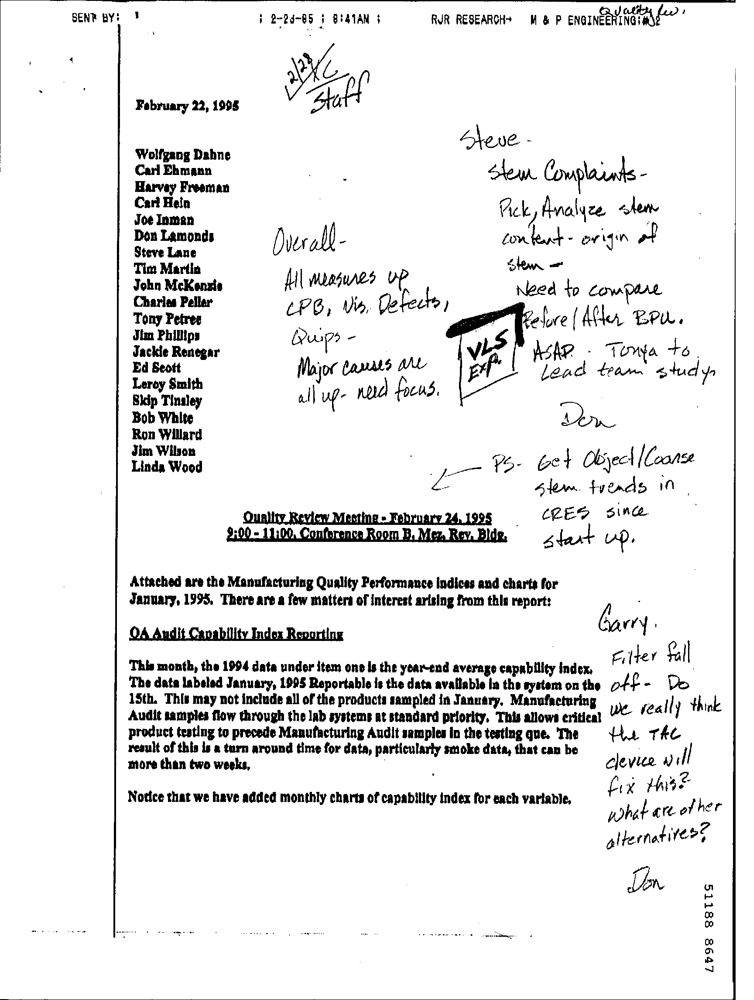 SENT BY:
; 2-23-95 ; 8:41AM ;
RJR RESEARCH→
M & P ENGINEERING;# 2
2/28
XC
Staff
February 22, 1995
Wolfgang Dahne
Carl Ehmann
Harvey Freeman
Carl Hein
Joe Inman
Don Lamonds
Steve Lane
Tim Martin
John McKenzie
Charles Peller
Tony Petree
Jim Phillips
Jackie Renegar
Ed Scott
Leroy Smith
Skip Tinsley
Bob White
Ron Willard
Jim Wilson
Linda Wood
Overall-
All measures up
CPB, Vis. Defects,
Quips -
Major causes are
all up - need focus.
Steve -
Stem Complaints -
Pick, Analyze stem
content - origin of
stem -
Need to compare
Before / After BPU.
ASAP. Tonya to
Lead team study
Don
VLS
EXP.
PS- Get Object/Coarse
stem trends in
CRES since
start up.
Quality Review Meeting - February 24, 1995
9:00 - 11:00, Conference Room B, Mez. Rev. Bldg.
Attached are the Manufacturing Quality Performance indices and charts for
January, 1995. There are a few matters of interest arising from this report:
QA Audit Capability Index Reporting
This month, the 1994 data under item one is the year-end average capability index.
The data labeled January, 1995 Reportable is the data available in the system on the
15th. This may not include all of the products sampled in January. Manufacturing
Audit samples flow through the lab systems at standard priority. This allows critical
product testing to precede Manufacturing Audit samples in the testing que. The
result of this is a turn around time for data, particularly smoke data, that can be
more than two weeks.
Notice that we have added monthly charts of capability index for each variable.
Garry.
Filter fall
off - Do
we really think
the TAC
device will
fix this?
What are other
alternatives?
Don
51188 8647